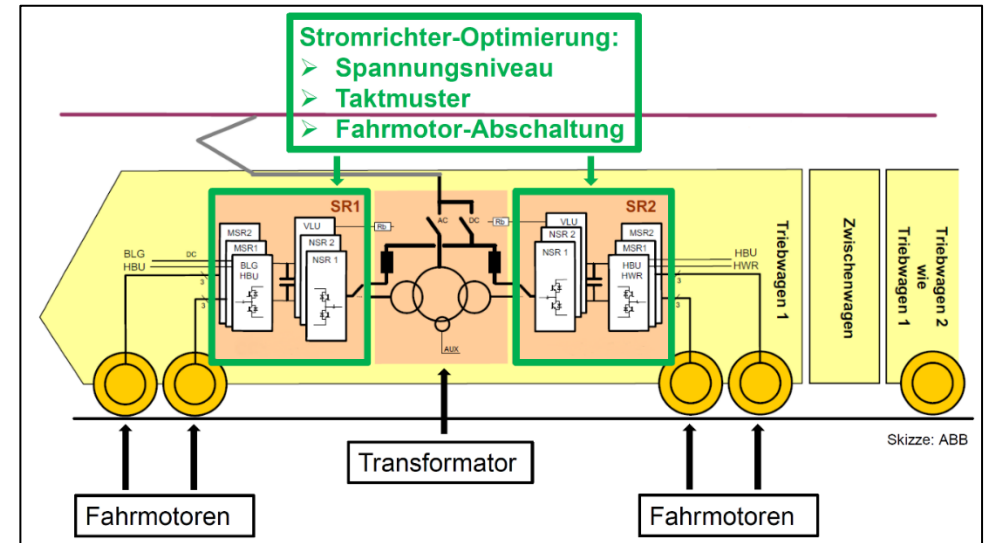 Stromrichter-Optimierung:
➢ Spannungsniveau
➢ Taktmuster
➢ Fahrmotor-Abschaltung
SR1
SR2
MSR2
MSR1
BLG
HBU
VLU
NSR 2
NSR 1
Rb
AC
DC
Rb
VLU
NSR 2
NSR 1
MSR2
MSR1
HBU
HWR
BLG
HBU
DC
3
3
HBU
HWR
3
3
AUX
Triebwagen 1
Zwischenwagen
Triebwagen 2
wie
Triebwagen 1
Skizze: ABB
Transformator
Fahrmotoren
Fahrmotoren